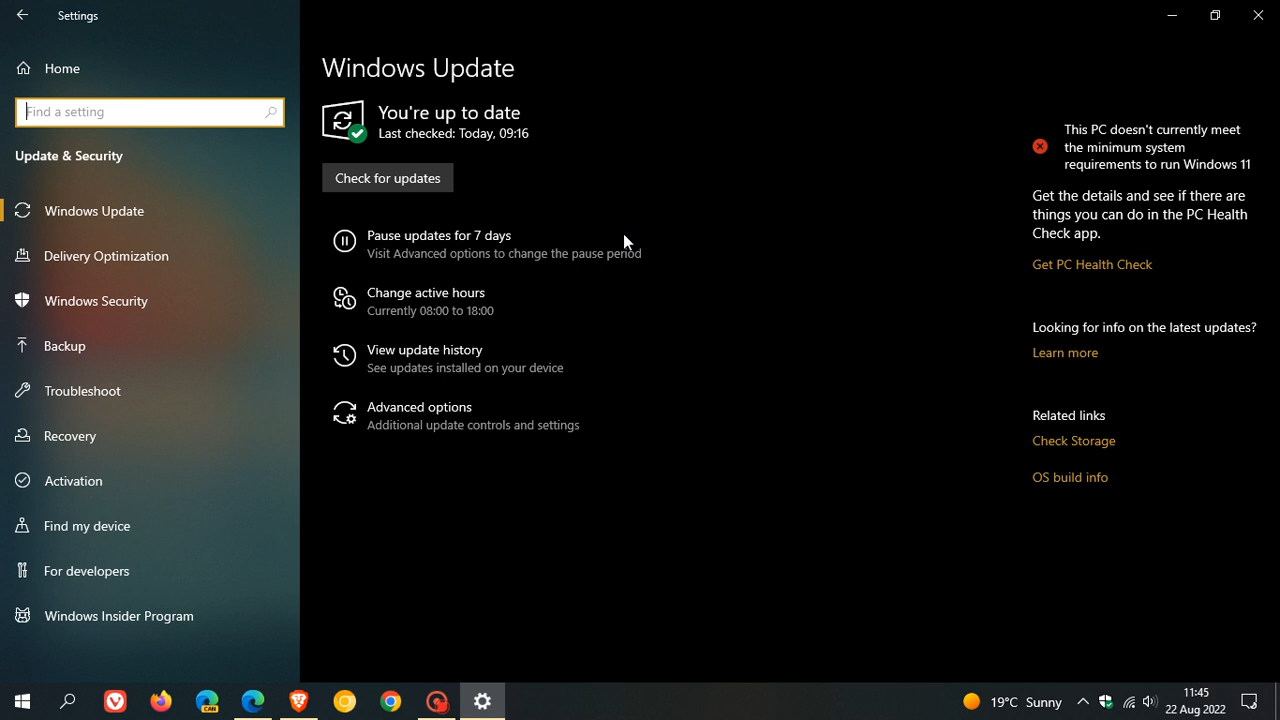 Settings
Home
Find a setting
Update & Security
Windows Update
Delivery Optimization
Windows Security
Backup
Troubleshoot
Recovery
Activation
Find my device
For developers
Windows Insider Program
Windows Update
You're up to date
Last checked: Today, 09:16
Check for updates
Pause updates for 7 days
Visit Advanced options to change the pause period
Change active hours
Currently 08:00 to 18:00
View update history
See updates installed on your device
Advanced options
Additional update controls and settings
This PC doesn't currently meet
the minimum system
requirements to run Windows 11
Get the details and see if there are
things you can do in the PC Health
Check app.
Get PC Health Check
Looking for info on the latest updates?
Learn more
Related links
Check Storage
OS build info
CAN
19°C Sunny
11:45
22 Aug 2022